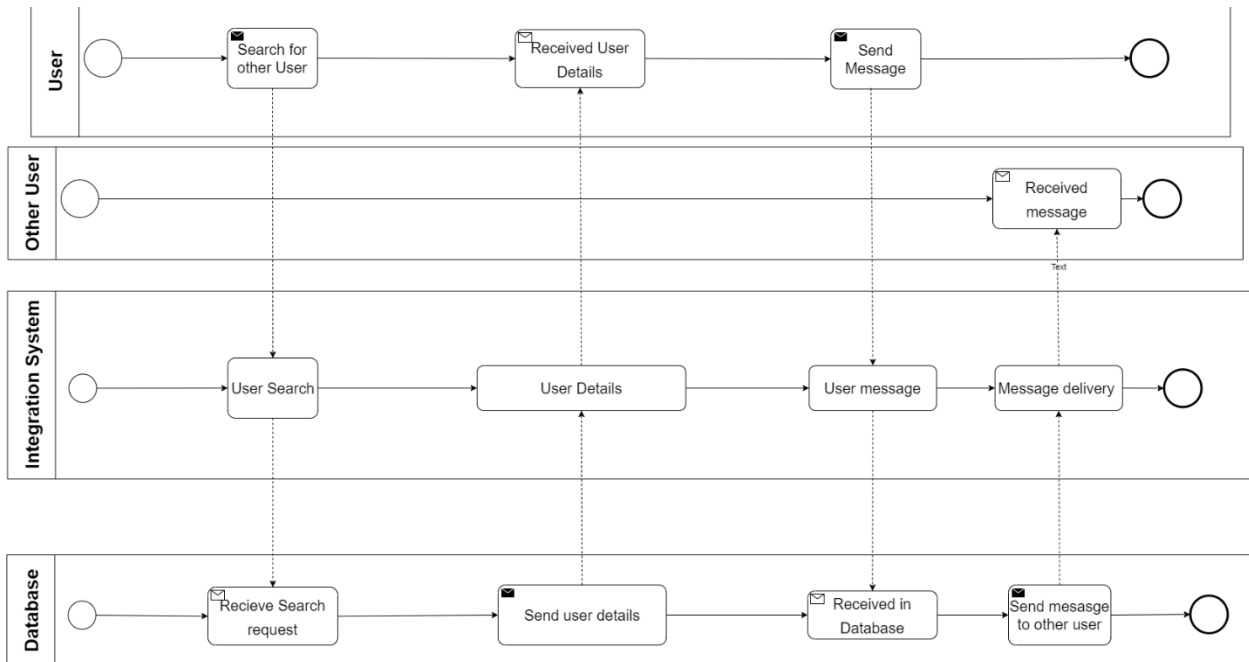 User
Search for
other User
Received User
Details
Send
Message
Other User
Received
message
Text
Integration System
User Search
User Details
User message
Message delivery
Database
Recieve Search
request
Send user details
Received in
Database
Send mesasge
to other user